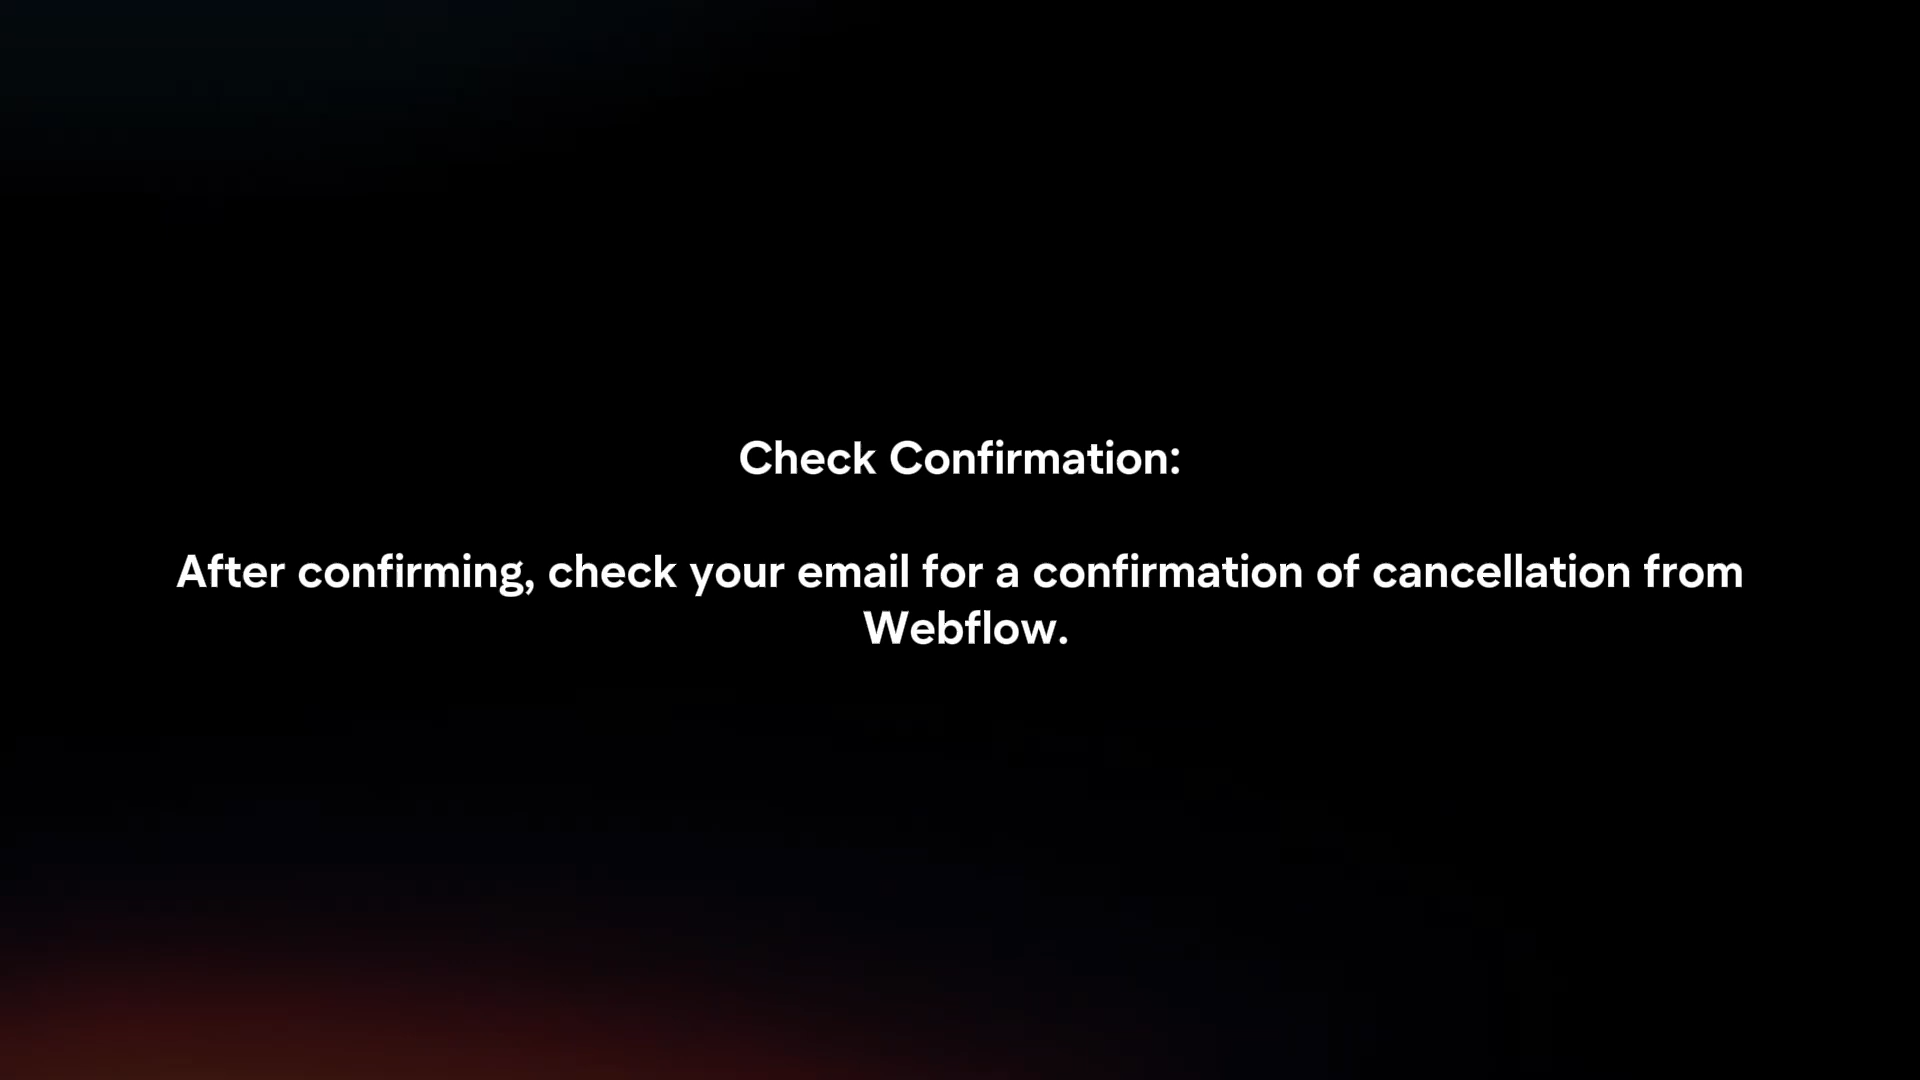 Check Confirmation:
After confirming, check your email for a confirmation of cancellation from
Webflow.